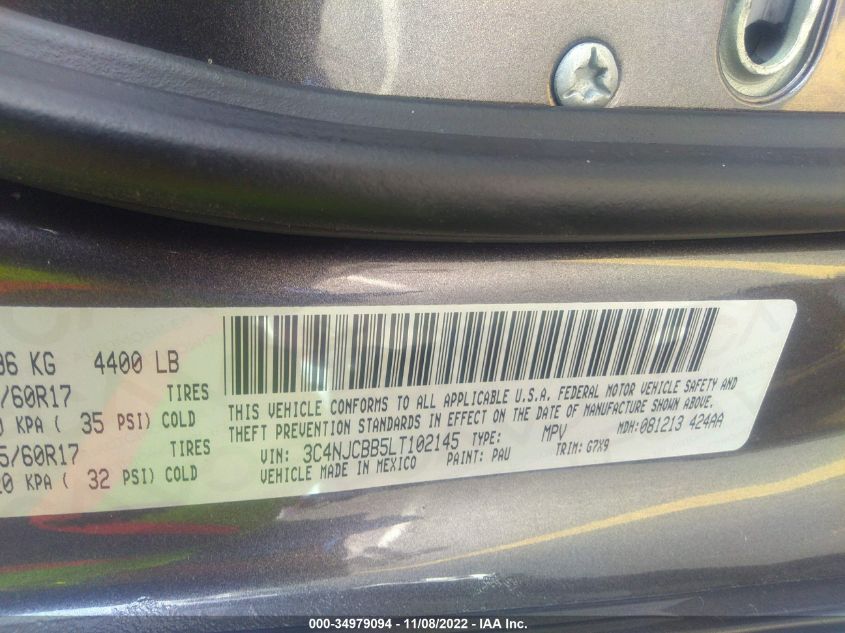 96 KG 4400 LB
/60R17 TIRES
KPA ( 35 PSI) COLD
5/60R17 TIRES
20 KPA ( 32 PSI) COLD
THIS VEHICLE CONFORMS TO ALL APPLICABLE U.S.A. FEDERAL MOTOR VEHICLE SAFETY AND
THEFT PREVENTION STANDARDS IN EFFECT ON THE DATE OF MANUFACTURE SHOWN ABOVE.
VIN: 3C4NJCBB5LT102145 TYPE: MPV MDH: 081213 424AA
VEHICLE MADE IN MEXICO PAINT: PAU TRIM: G7X9
000-34979094 - 11/08/2022 - IAA Inc.